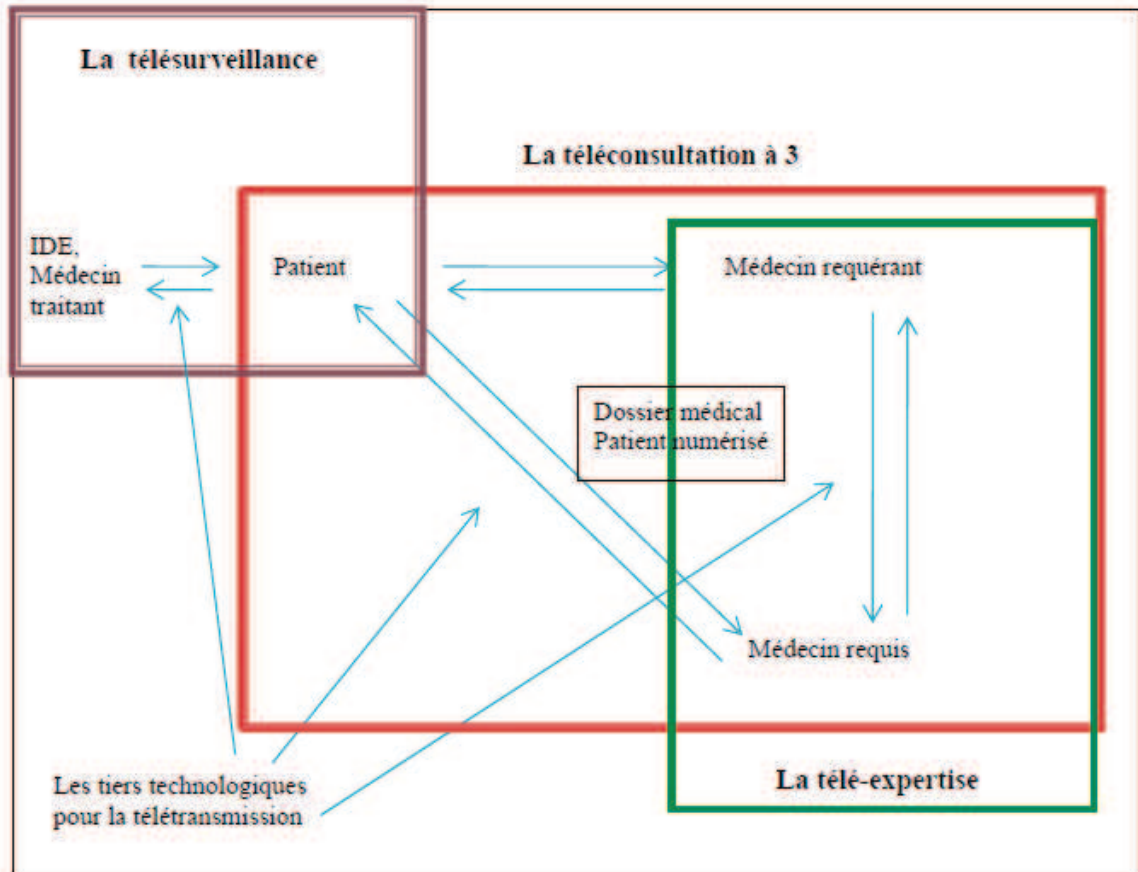 La télésurveillance
La téléconsultation à 3
IDE,
Médecin
traitant
Patient
Médecin requérant
Dossier médical
Patient numérisé
Médecin requis
Les tiers technologiques
pour la télétransmission
La télé-expertise